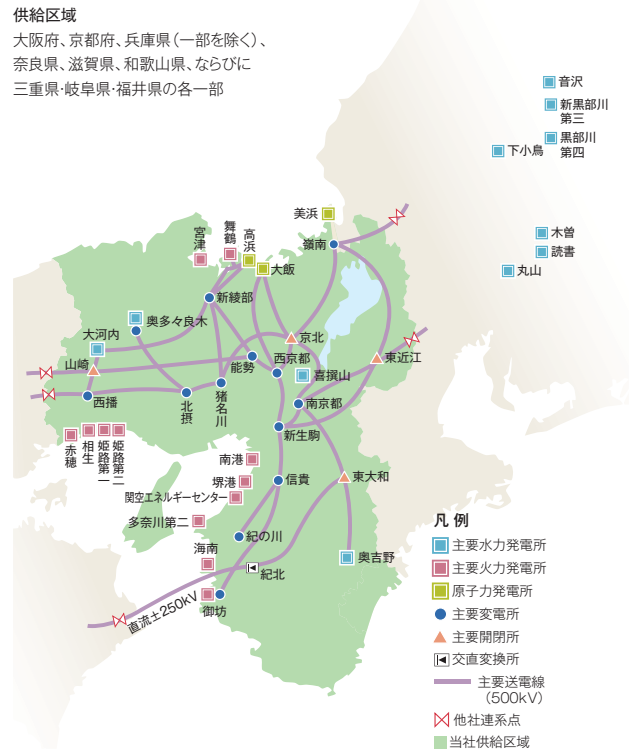 供給区域
大阪府、京都府、兵庫県（一部を除く）、
奈良県、滋賀県、和歌山県、ならびに
三重県・岐阜県・福井県の各一部
音沢
新黒部川
第三
黒部川
第四
下小鳥
木曽
読書
丸山
美浜
嶺南
舞鶴
高浜
宮津
大飯
新綾部
奥多々良木
大河内
山崎
西播
京北
西京都
能勢
喜撰山
東近江
北摂
猪名川
南京都
新生駒
赤穂
相生
姫路第一
姫路第二
南港
堺港
関空エネルギーセンター
多奈川第二
信貴
東大和
紀の川
海南
紀北
奥吉野
御坊
直流±250kV
凡例
主要水力発電所
主要火力発電所
原子力発電所
主要変電所
主要開閉所
交直変換所
主要送電線
（500kV）
他社連系点
当社供給区域